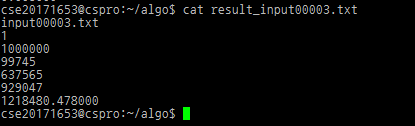 cse20171653@cspro:~/algo$ cat result_input00003.txt
input00003.txt
1
1000000
99745
637565
929047
1218480.478000
cse20171653@cspro:~/algo$